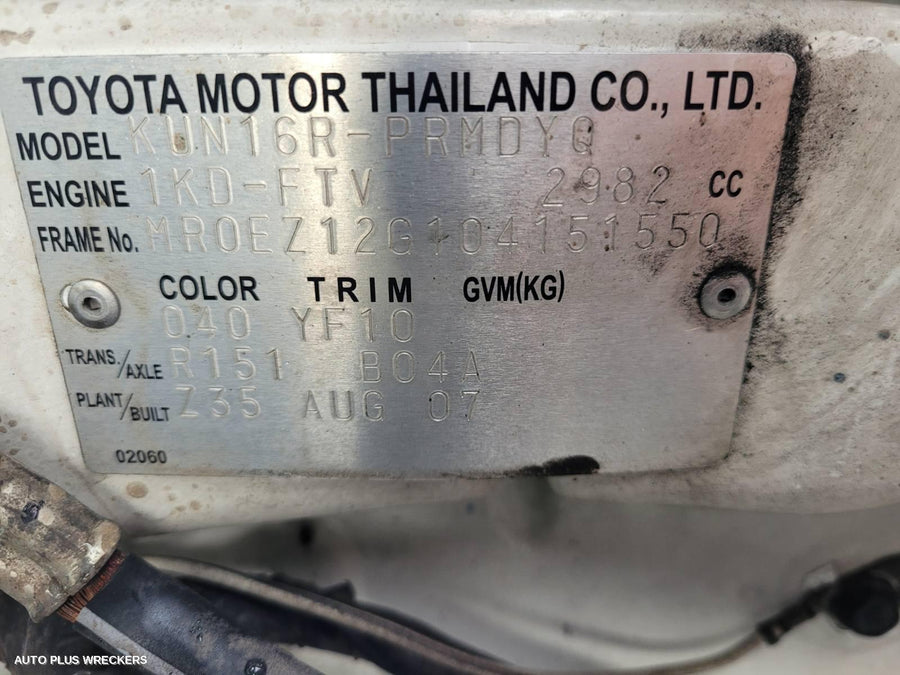 TOYOTA MOTOR THAILAND CO., LTD.
MODEL KUN16R-PRMDYQ
ENGINE 1KD-FTV 2982 CC
FRAME No. MR0EZ12G104151550
COLOR TRIM GVM(KG)
040 YF10
TRANS./AXLE R151 B04A
PLANT/BUILT Z35 AUG 07
02060
AUTO PLUS WRECKERS